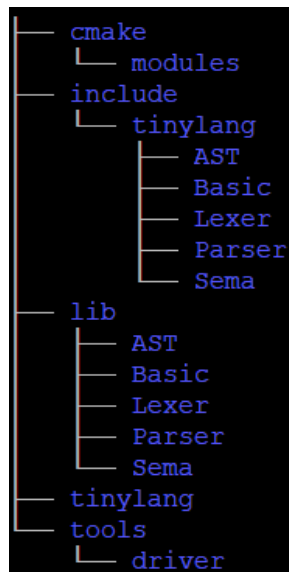 cmake
modules
include
tinylang
AST
Basic
Lexer
Parser
Sema
lib
AST
Basic
Lexer
Parser
Sema
tinylang
tools
driver